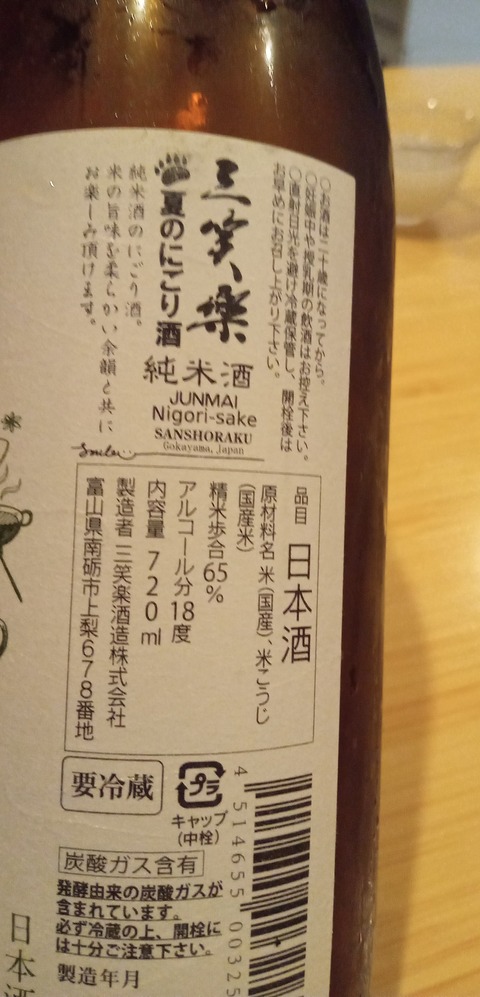 ○お酒は二十歳になってから。
○妊娠中や授乳期の飲酒はお控え下さい。
○直射日光を避け冷蔵保管し、開栓後は
お早めにお召し上がり下さい。
三笑楽
夏のにごり酒
純米酒
JUNMAI
Nigori-sake
SANSHORAKU
Gokayama, Japan
純米酒のにごり酒。
米の旨味を柔らかい余韻と共に
お楽しみ頂けます。
Smile
品目 日本酒
原材料名 米(国産)、米こうじ
(国産米)
精米歩合 65%
アルコール分 18度
内容量 720ml
製造者 三笑楽酒造株式会社
富山県南砺市上梨678番地
要冷蔵
プラ
キャップ
(中栓)
4 514655 00325
炭酸ガス含有
発酵由来の炭酸ガスが
含まれています。
必ず冷蔵の上、開栓に
は十分ご注意下さい。
製造年月
日本酒